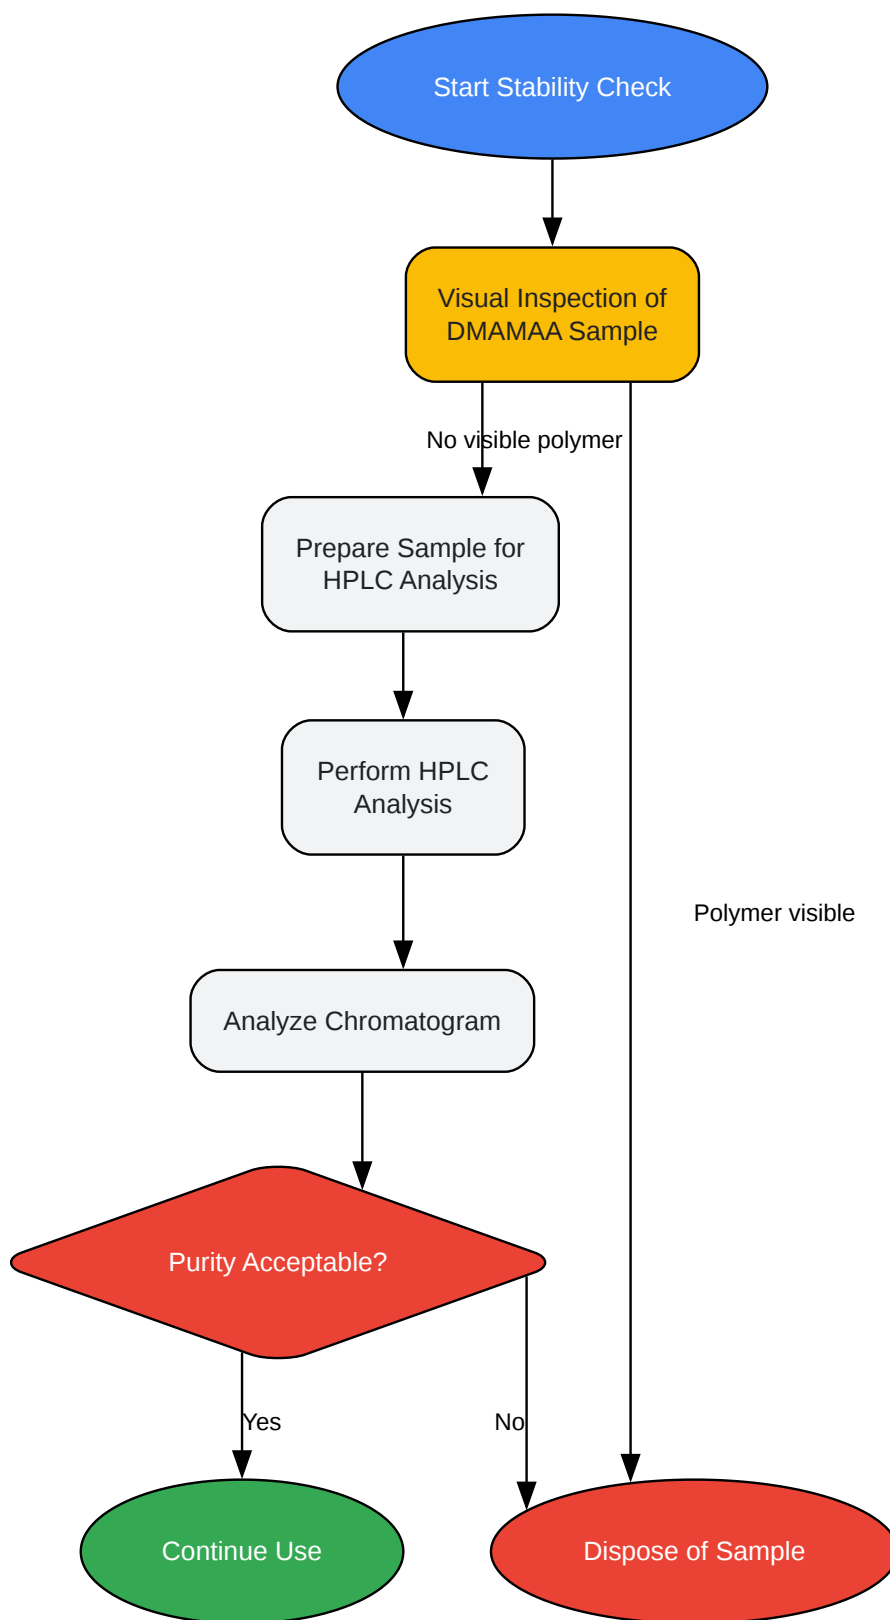 Start Stability Check
Visual Inspection of
DMAMAA Sample
No visible polymer
Prepare Sample for
HPLC Analysis
Perform HPLC
Analysis
Polymer visible
Analyze Chromatogram
Purity Acceptable?
Yes
No
Continue Use
Dispose of Sample